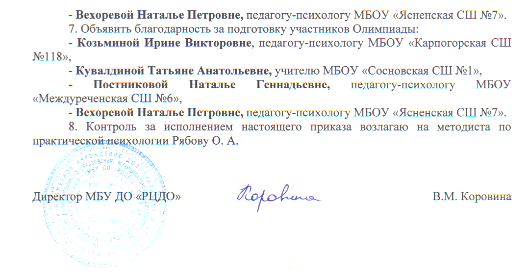 - Вехоревой Наталье Петровне, педагогу-психологу МБОУ «Ясненская СШ №7».
7. Объявить благодарность за подготовку участников Олимпиады:
- Козьминой Ирине Викторовне, педагогу-психологу МБОУ «Карпогорская СШ
№118»,
- Кувалдиной Татьяне Анатольевне, учителю МБОУ «Сосновская СШ №1»,
- Постниковой Наталье Геннадьевне, педагогу-психологу МБОУ
«Междуреченская СШ №6»,
- Вехоревой Наталье Петровне, педагогу-психологу МБОУ «Ясненская СШ №7».
8. Контроль за исполнением настоящего приказа возлагаю на методиста по
практической психологии Рябову О. А.
Директор МБУ ДО «РЦДО» Коровина В.М. Коровина